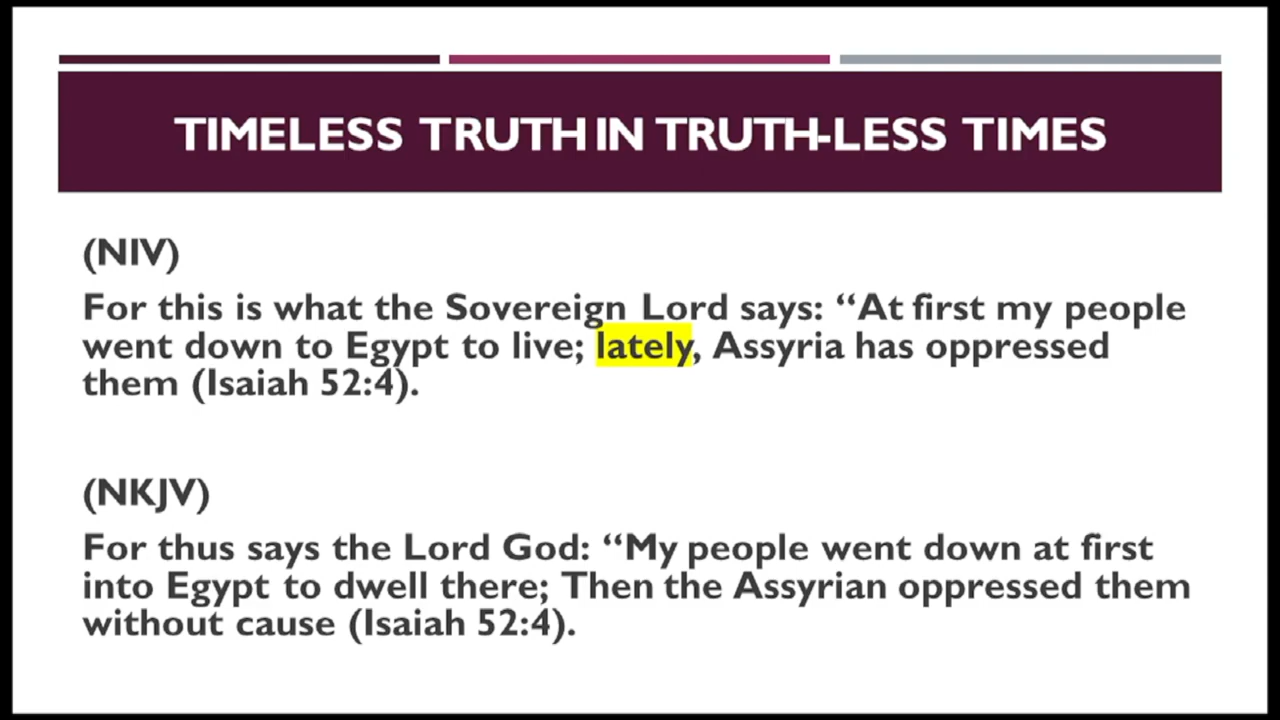 TIMELESS TRUTH IN TRUTH-LESS TIMES
(NIV)
For this is what the Sovereign Lord says: “At first my people
went down to Egypt to live; lately, Assyria has oppressed
them (Isaiah 52:4).
(NKJV)
For thus says the Lord God: “My people went down at first
into Egypt to dwell there; Then the Assyrian oppressed them
without cause (Isaiah 52:4).